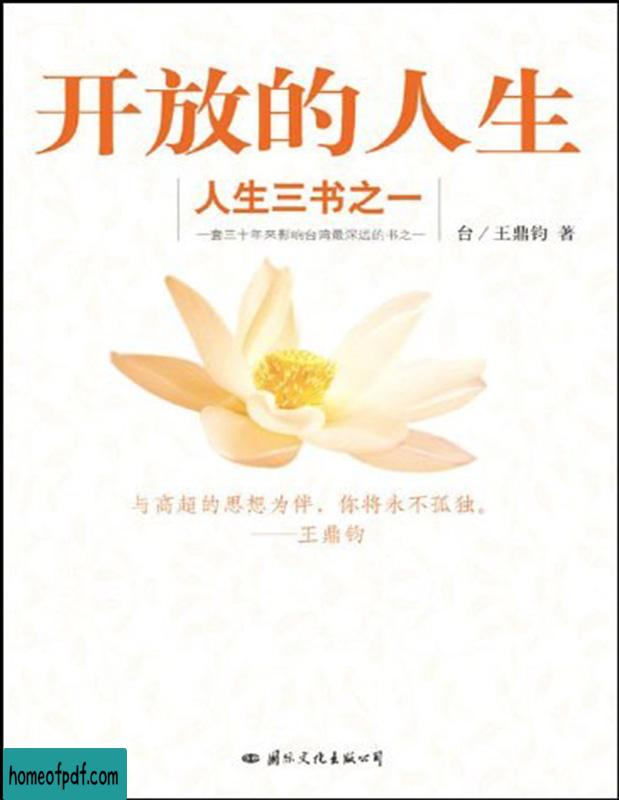 开放的人生
人生三书之一
一套三十年来影响台湾最深远的书之一
台/王鼎钧 著
与高超的思想为伴，你将永不孤独。
——王鼎钧
国际文化出版公司
homeofpdf.com